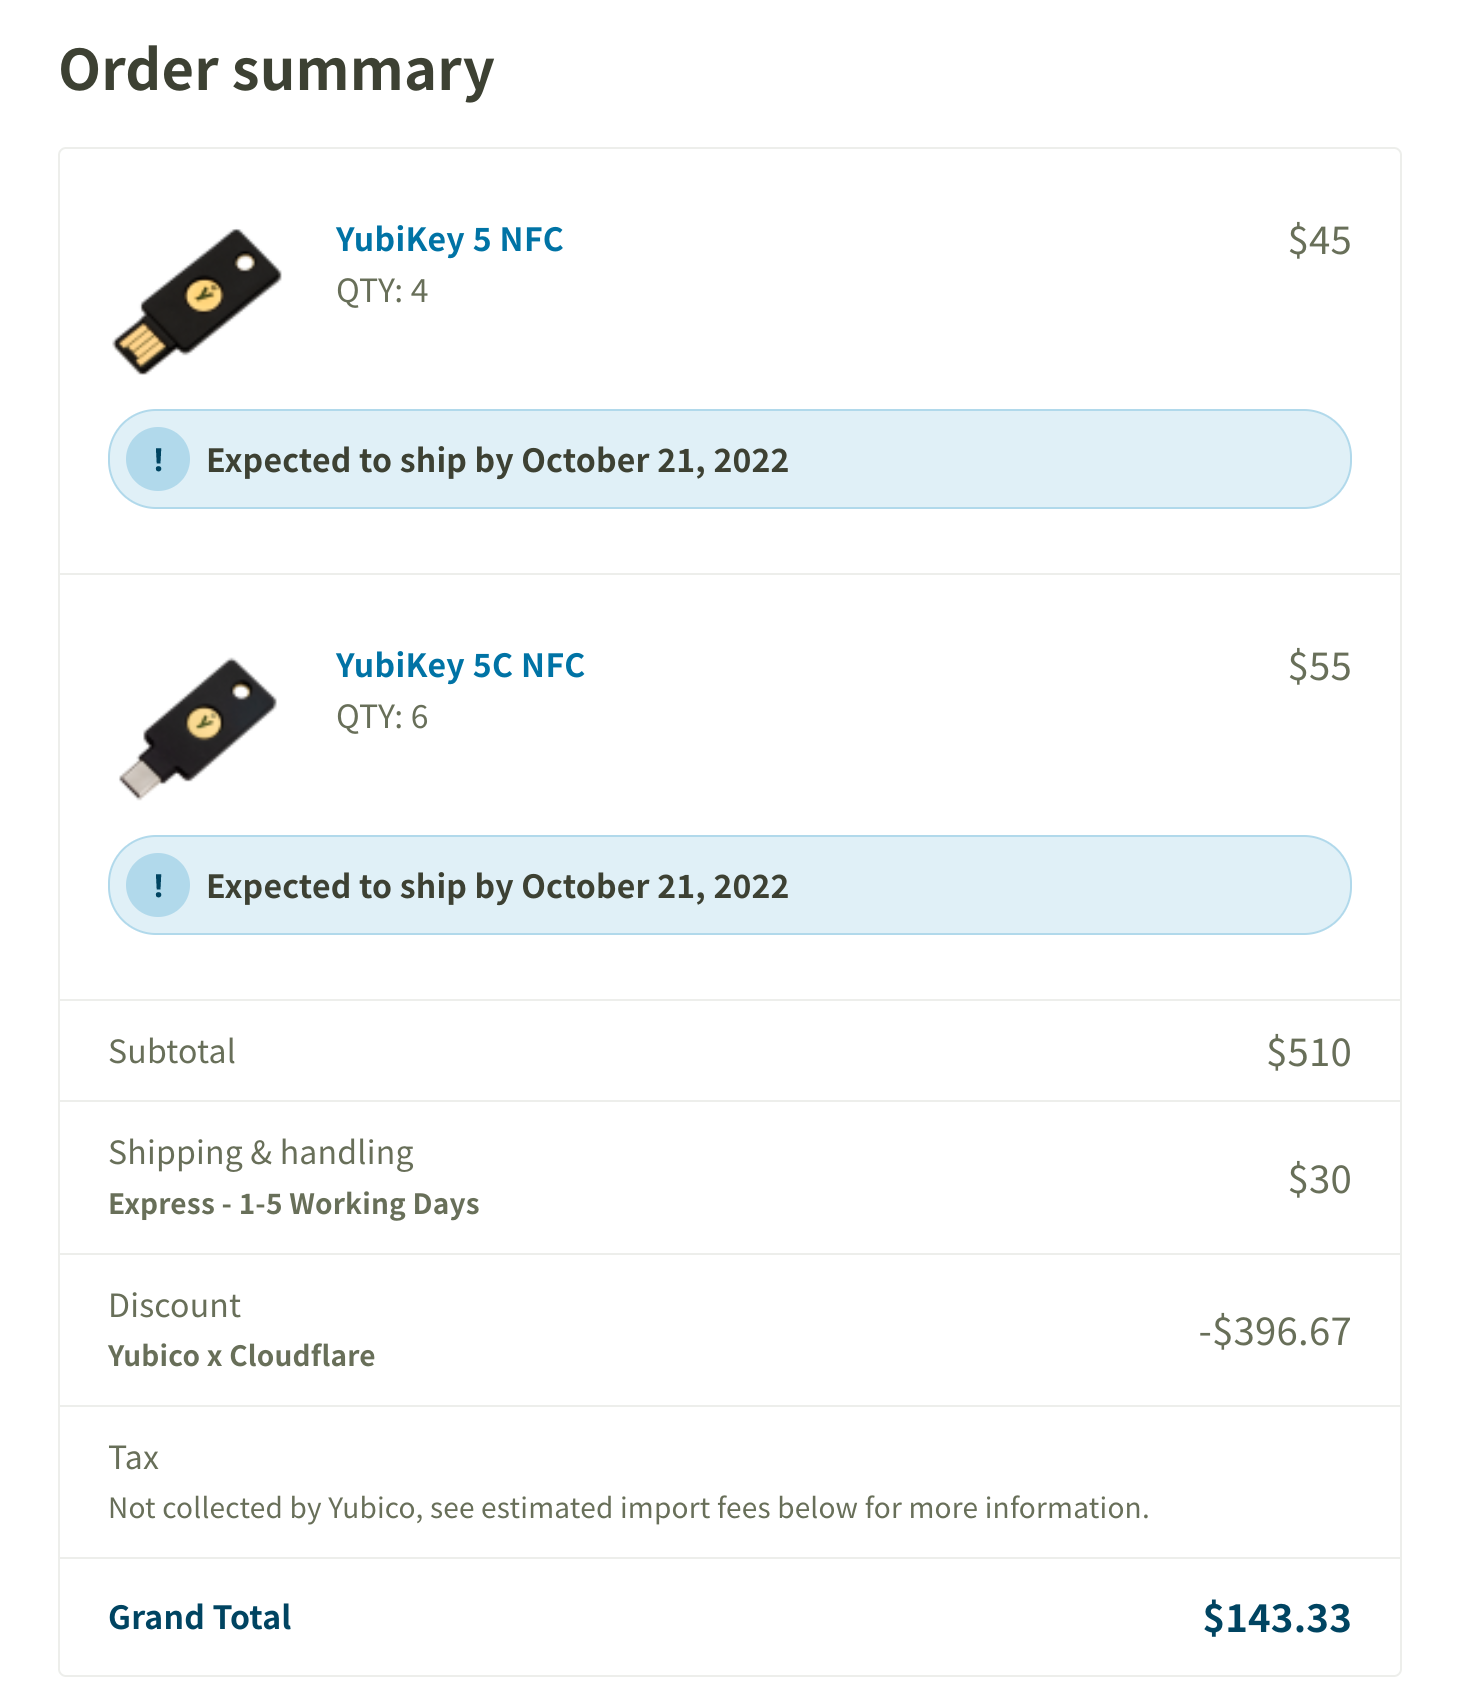 Order summary
YubiKey 5 NFC
$45
QTY: 4
! Expected to ship by October 21, 2022
YubiKey 5C NFC
$55
QTY: 6
! Expected to ship by October 21, 2022
Subtotal
$510
Shipping & handling
Express - 1-5 Working Days
$30
Discount
Yubico x Cloudflare
-$396.67
Tax
Not collected by Yubico, see estimated import fees below for more information.
Grand Total
$143.33